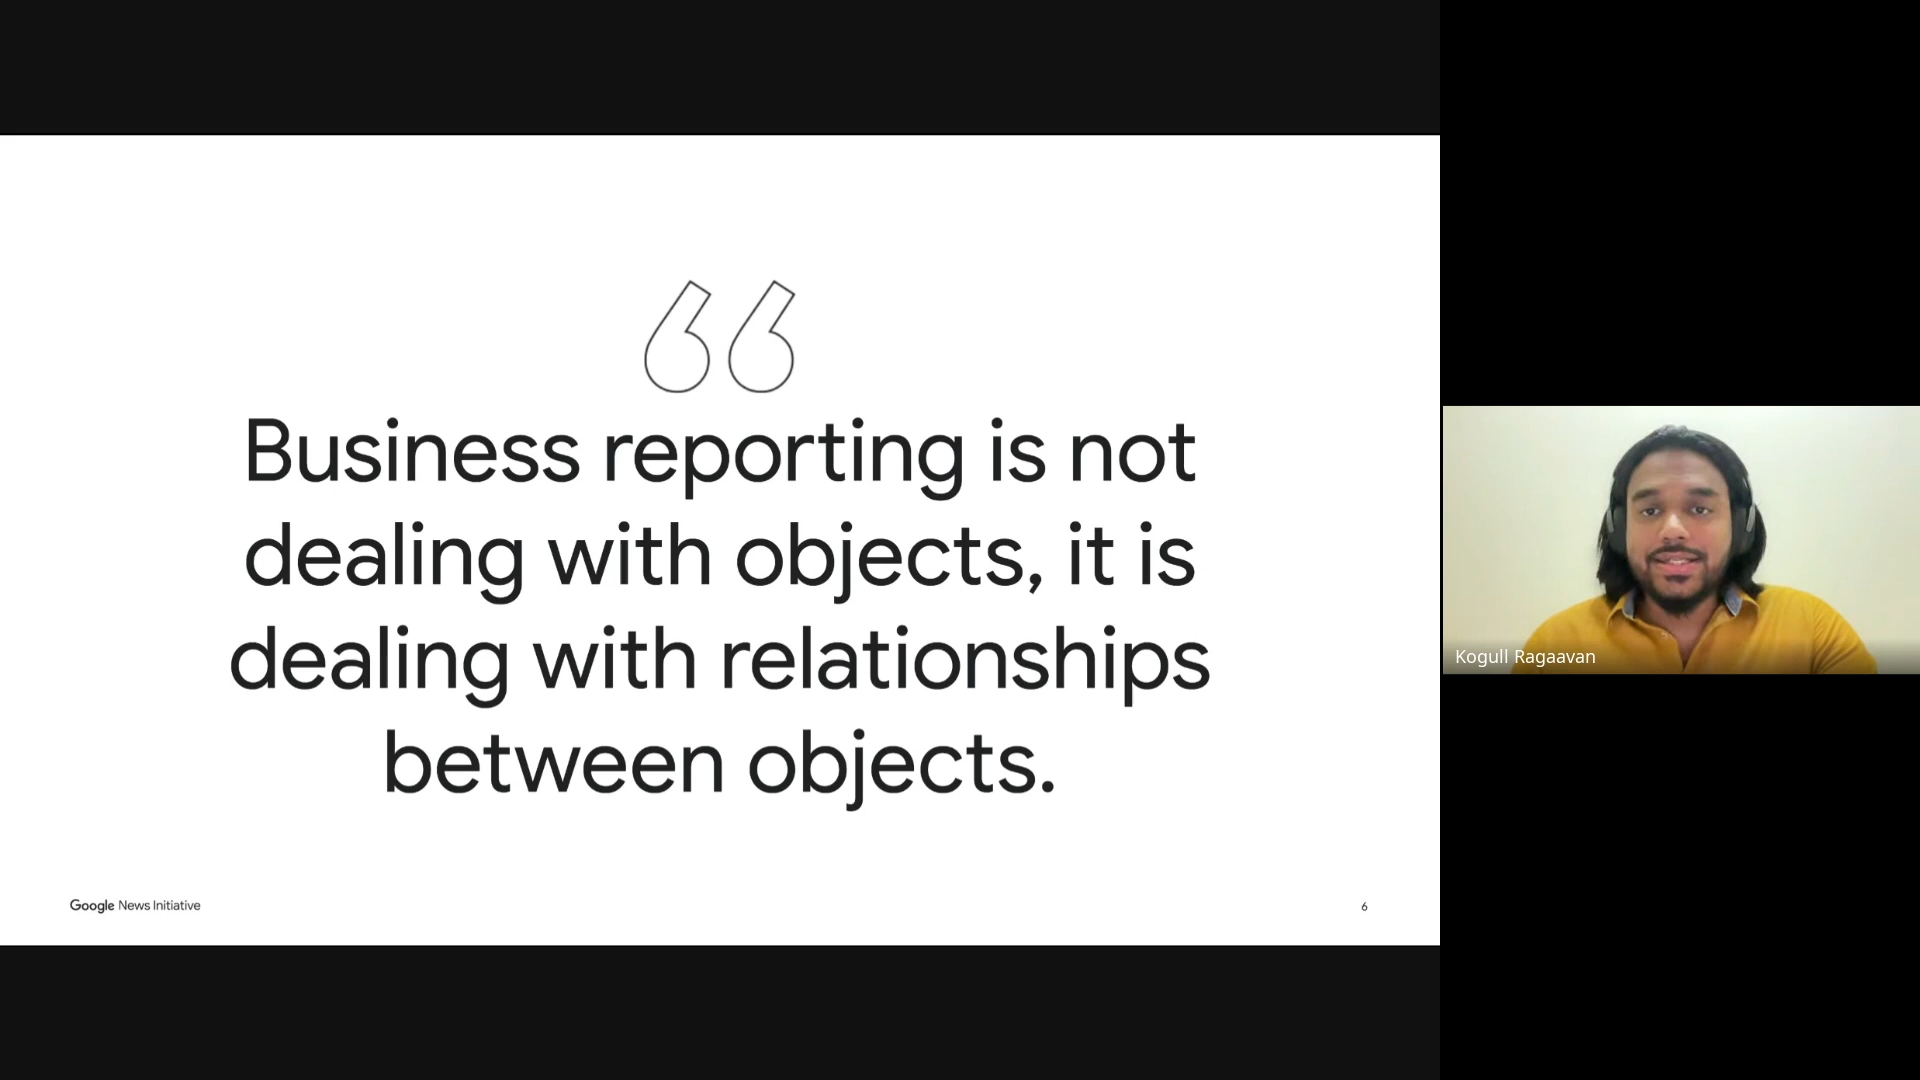 Business reporting is not
dealing with objects, it is
dealing with relationships
between objects.
Google News Initiative
6
Kogull Ragaavan